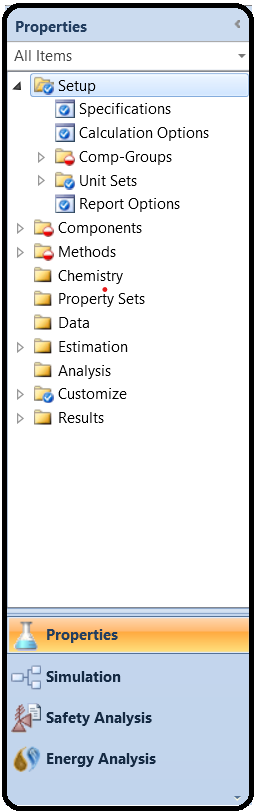 Properties
All Items
Setup
Specifications
Calculation Options
Comp-Groups
Unit Sets
Report Options
Components
Methods
Chemistry
Property Sets
Data
Estimation
Analysis
Customize
Results
Properties
Simulation
Safety Analysis
Energy Analysis